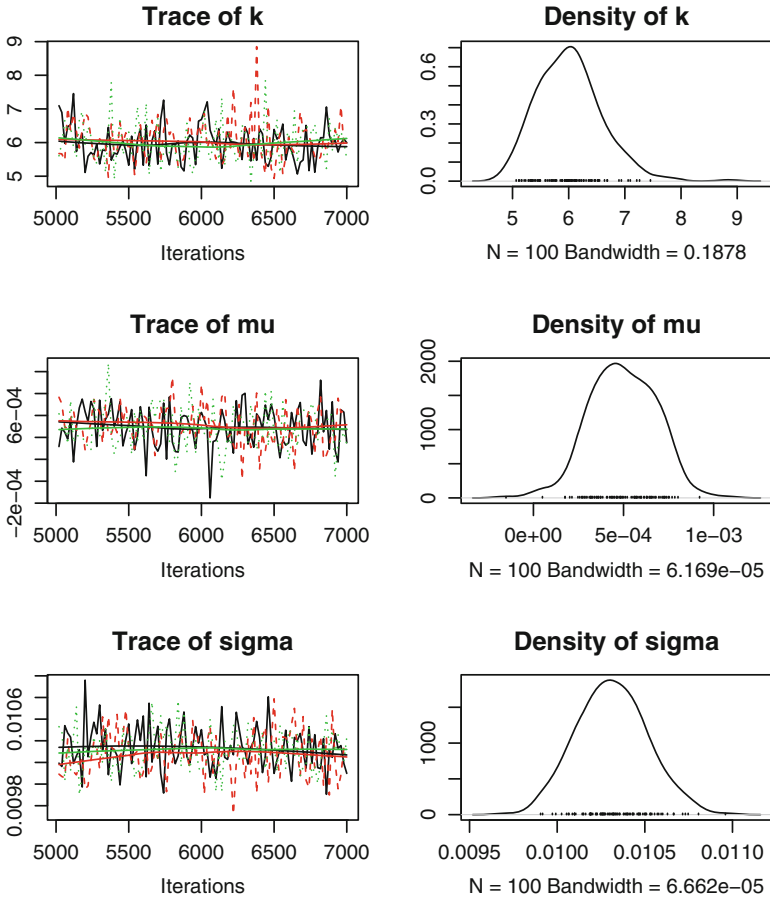 Trace of k
Density of k
9
8
7
6
5
5000 5500 6000 6500 7000
Iterations
0.6
0.3
0.0
5 6 7 8 9
N = 100 Bandwidth = 0.1878
Trace of mu
Density of mu
6e−04
−2e−04
5000 5500 6000 6500 7000
Iterations
2000
1000
0
0e+00 5e−04 1e−03
N = 100 Bandwidth = 6.169e−05
Trace of sigma
Density of sigma
0.0106
0.0098
5000 5500 6000 6500 7000
Iterations
1000
0
0.0095 0.0100 0.0105 0.0110
N = 100 Bandwidth = 6.662e−05